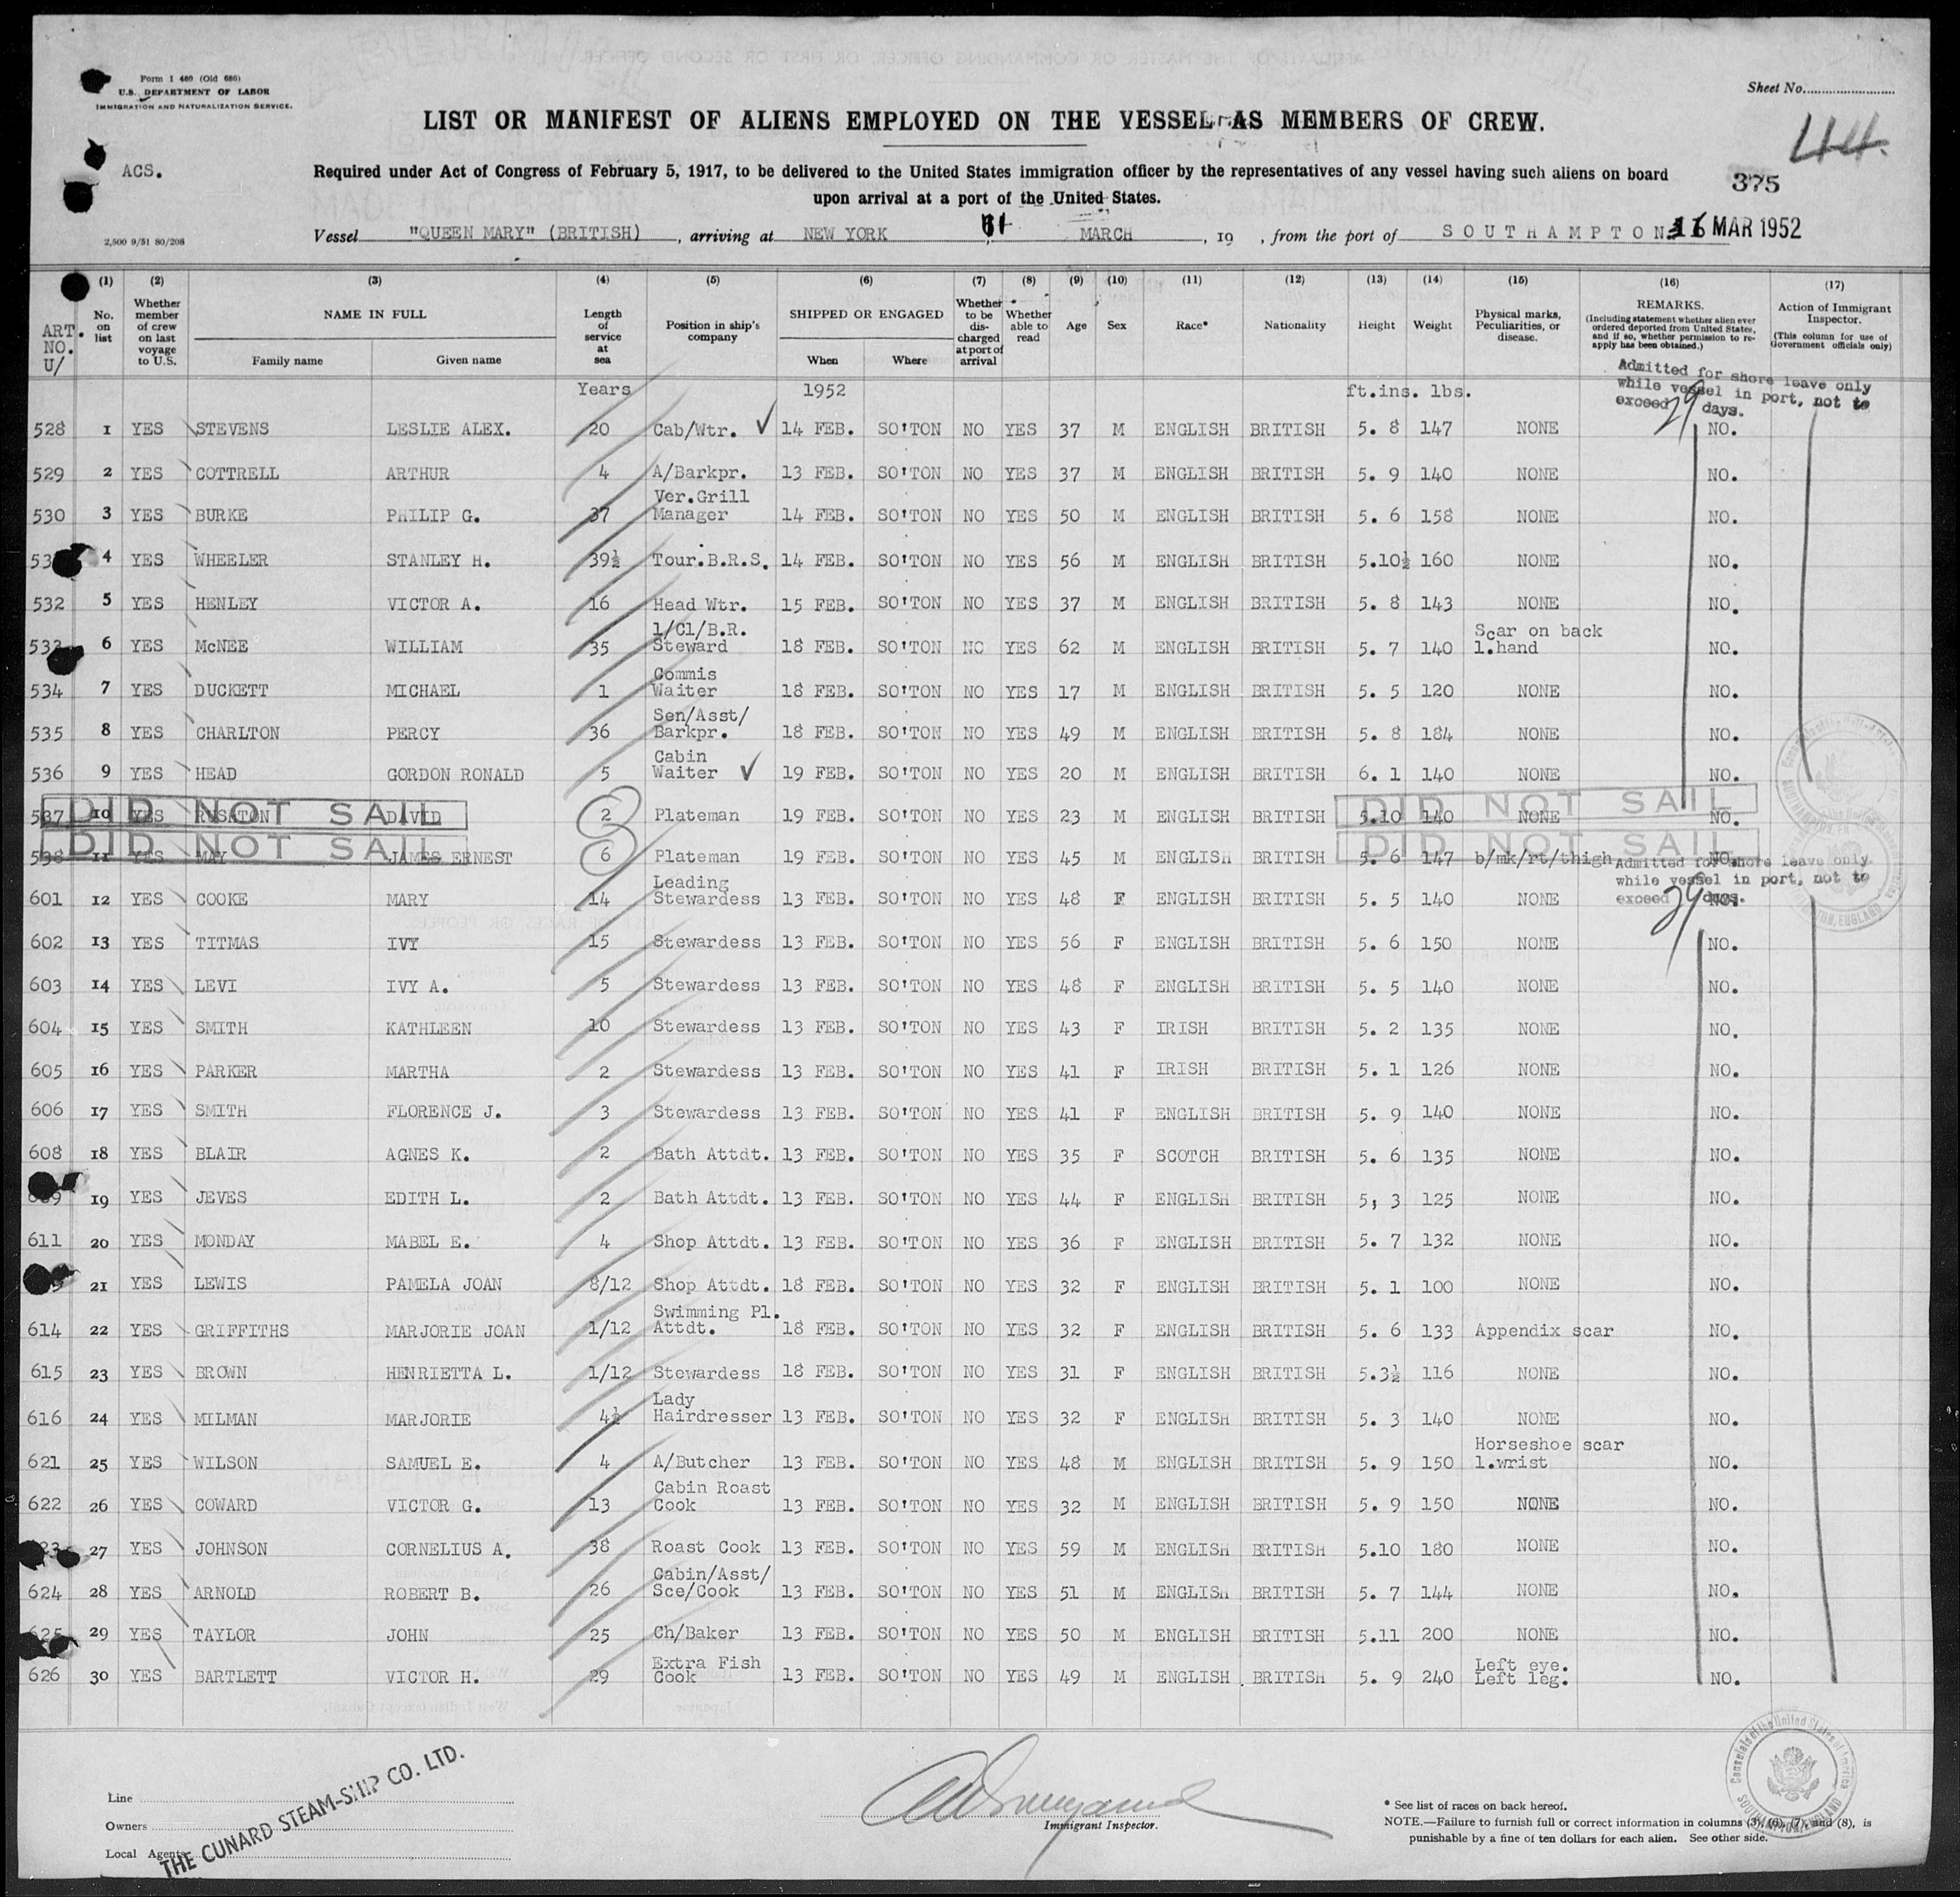 Form I 480 (Old 680)
U.S. DEPARTMENT OF LABOR
IMMIGRATION AND NATURALIZATION SERVICE.
Sheet No.
LIST OR MANIFEST OF ALIENS EMPLOYED ON THE VESSEL AS MEMBERS OF CREW.
44.
ACS.
Required under Act of Congress of February 5, 1917, to be delivered to the United States immigration officer by the representatives of any vessel having such aliens on board
375
upon arrival at a port of the United States.
2,500 9/51 80/208
Vessel "QUEEN MARY" (BRITISH), arriving at NEW YORK MARCH, 19 , from the port of SOUTHAMPTON 16 MAR 1952
(1) (2) (3) (4) (5) (6) (7) (8) (9) (10) (11) (12) (13) (14) (15) (16) (17)
ART. NO. U/
No. on list
Whether member of crew on last voyage to U.S.
NAME IN FULL
Family name
Given name
Length of service at sea
Position in ship's company
SHIPPED OR ENGAGED
When
Where
Whether to be discharged at port of arrival
Whether able to read
Age
Sex
Race*
Nationality
Height
Weight
Physical marks, Peculiarities, or disease.
REMARKS.
(Including statement whether alien ever ordered deported from United States, and if so, whether permission to reapply has been obtained.)
Action of Immigrant Inspector.
(This column for use of Government officials only)
Years 1952 ft.ins. lbs.
Admitted for shore leave only
while vessel in port, not to
exceed 29 days.
528 1 YES STEVENS LESLIE ALEX. 20 Cab/Wtr. ✓ 14 FEB. SO'TON NO YES 37 M ENGLISH BRITISH 5. 8 147 NONE NO.
529 2 YES COTTRELL ARTHUR 4 A/Barkpr. 13 FEB. SO'TON NO YES 37 M ENGLISH BRITISH 5. 9 140 NONE NO.
530 3 YES BURKE PHILIP G. 37 Ver.Grill Manager 14 FEB. SO'TON NO YES 50 M ENGLISH BRITISH 5. 6 158 NONE NO.
4 YES WHEELER STANLEY H. 39½ Tour.B.R.S. 14 FEB. SO'TON NO YES 56 M ENGLISH BRITISH 5.10½ 160 NONE NO.
532 5 YES HENLEY VICTOR A. 16 Head Wtr. 15 FEB. SO'TON NO YES 37 M ENGLISH BRITISH 5. 8 143 NONE NO.
533 6 YES McNEE WILLIAM 35 1/Cl/B.R. Steward 18 FEB. SO'TON NO YES 62 M ENGLISH BRITISH 5. 7 140 Scar on back l.hand NO.
534 7 YES DUCKETT MICHAEL 1 Commis Waiter 18 FEB. SO'TON NO YES 17 M ENGLISH BRITISH 5. 5 120 NONE NO.
535 8 YES CHARLTON PERCY 36 Sen/Asst/ Barkpr. 18 FEB. SO'TON NO YES 49 M ENGLISH BRITISH 5. 8 184 NONE NO.
536 9 YES HEAD GORDON RONALD 5 Cabin Waiter ✓ 19 FEB. SO'TON NO YES 20 M ENGLISH BRITISH 6. 1 140 NONE NO.
DID NOT SAIL DID NOT SAIL
537 10 YES DAVID 2 Plateman 19 FEB. SO'TON NO YES 23 M ENGLISH BRITISH 5.10 140 NONE NO.
DID NOT SAIL DID NOT SAIL
538 11 YES MAY JAMES ERNEST 6 Plateman 19 FEB. SO'TON NO YES 45 M ENGLISH BRITISH 5. 6 147 b/mk/rt/thigh NO.
Admitted for shore leave only
while vessel in port, not to
exceed 29 days.
601 12 YES COOKE MARY 14 Leading Stewardess 13 FEB. SO'TON NO YES 48 F ENGLISH BRITISH 5. 5 140 NONE NO.
602 13 YES TITMAS IVY 15 Stewardess 13 FEB. SO'TON NO YES 56 F ENGLISH BRITISH 5. 6 150 NONE NO.
603 14 YES LEVI IVY A. 5 Stewardess 13 FEB. SO'TON NO YES 48 F ENGLISH BRITISH 5. 5 140 NONE NO.
604 15 YES SMITH KATHLEEN 10 Stewardess 13 FEB. SO'TON NO YES 43 F IRISH BRITISH 5. 2 135 NONE NO.
605 16 YES PARKER MARTHA 2 Stewardess 13 FEB. SO'TON NO YES 41 F IRISH BRITISH 5. 1 126 NONE NO.
606 17 YES SMITH FLORENCE J. 3 Stewardess 13 FEB. SO'TON NO YES 41 F ENGLISH BRITISH 5. 9 140 NONE NO.
608 18 YES BLAIR AGNES K. 2 Bath Attdt. 13 FEB. SO'TON NO YES 35 F SCOTCH BRITISH 5. 6 135 NONE NO.
19 YES JEVES EDITH L. 2 Bath Attdt. 13 FEB. SO'TON NO YES 44 F ENGLISH BRITISH 5, 3 125 NONE NO.
611 20 YES MONDAY MABEL E. 4 Shop Attdt. 13 FEB. SO'TON NO YES 36 F ENGLISH BRITISH 5. 7 132 NONE NO.
21 YES LEWIS PAMELA JOAN 8/12 Shop Attdt. 18 FEB. SO'TON NO YES 32 F ENGLISH BRITISH 5. 1 100 NONE NO.
614 22 YES GRIFFITHS MARJORIE JOAN 1/12 Swimming Pl. Attdt. 18 FEB. SO'TON NO YES 32 F ENGLISH BRITISH 5. 6 133 Appendix scar NO.
615 23 YES BROWN HENRIETTA L. 1/12 Stewardess 18 FEB. SO'TON NO YES 31 F ENGLISH BRITISH 5.3½ 116 NONE NO.
616 24 YES MILMAN MARJORIE 4½ Lady Hairdresser 13 FEB. SO'TON NO YES 32 F ENGLISH BRITISH 5. 3 140 NONE NO.
621 25 YES WILSON SAMUEL E. 4 A/Butcher 13 FEB. SO'TON NO YES 48 M ENGLISH BRITISH 5. 9 150 Horseshoe scar l.wrist NO.
622 26 YES COWARD VICTOR G. 13 Cabin Roast Cook 13 FEB. SO'TON NO YES 32 M ENGLISH BRITISH 5. 9 150 NONE NO.
27 YES JOHNSON CORNELIUS A. 38 Roast Cook 13 FEB. SO'TON NO YES 59 M ENGLISH BRITISH 5.10 180 NONE NO.
624 28 YES ARNOLD ROBERT B. 26 Cabin/Asst/ Sce/Cook 13 FEB. SO'TON NO YES 51 M ENGLISH BRITISH 5. 7 144 NONE NO.
625 29 YES TAYLOR JOHN 25 Ch/Baker 13 FEB. SO'TON NO YES 50 M ENGLISH BRITISH 5.11 200 NONE NO.
626 30 YES BARTLETT VICTOR H. 29 Extra Fish Cook 13 FEB. SO'TON NO YES 49 M ENGLISH BRITISH 5. 9 240 Left eye. Left leg. NO.
Line
Owners
Local Agents
THE CUNARD STEAM-SHIP CO. LTD.
Immigrant Inspector.
* See list of races on back hereof.
NOTE.—Failure to furnish full or correct information in columns (3), (6), (7), and (8), is
punishable by a fine of ten dollars for each alien. See other side.
Consulate of the United States of America
SOUTHAMPTON, ENGLAND